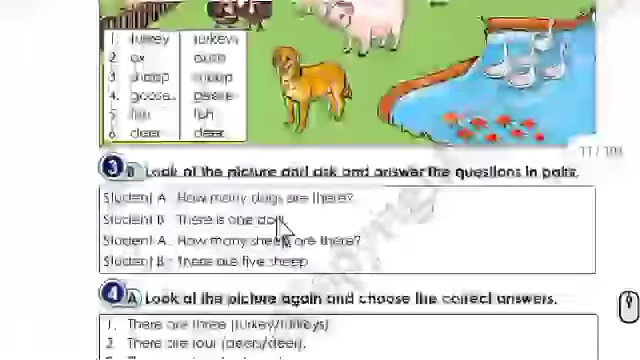 1. turkey turkeys
2. ox oxen
3. sheep sheep
4. goose geese
5. fish fish
6. deer deer
11 / 103
3 B Look at the picture and ask and answer the questions in pairs.
Student A: How many dogs are there?
Student B: There is one dog.
Student A: How many sheep are there?
Student B: There are five sheep.
4 A Look at the picture again and choose the correct answers.
1. There are three (turkey/turkeys)
2. There are four (deers/deer).